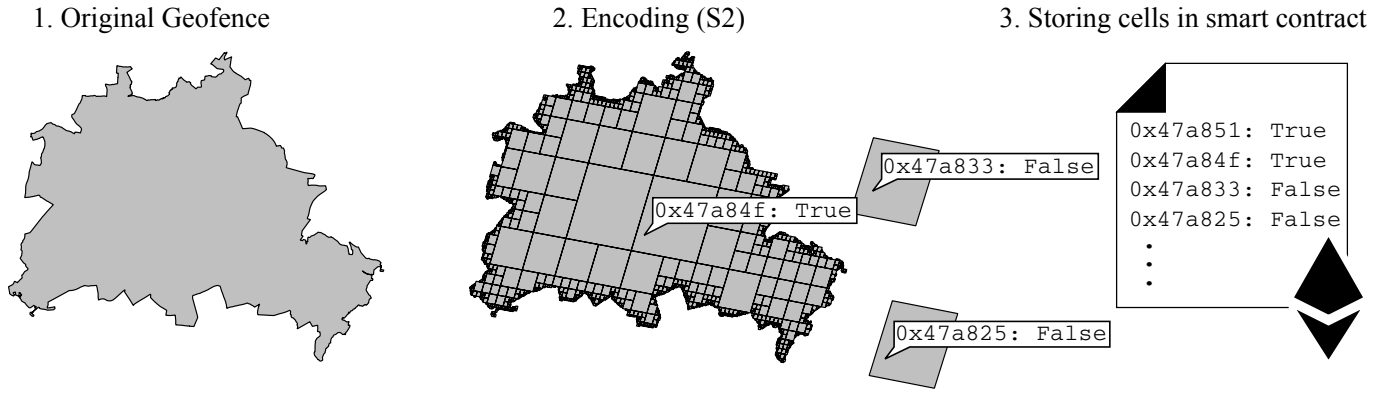 1. Original Geofence
2. Encoding (S2)
3. Storing cells in smart contract
0x47a833: False
0x47a84f: True
0x47a825: False
0x47a851: True
0x47a84f: True
0x47a833: False
0x47a825: False